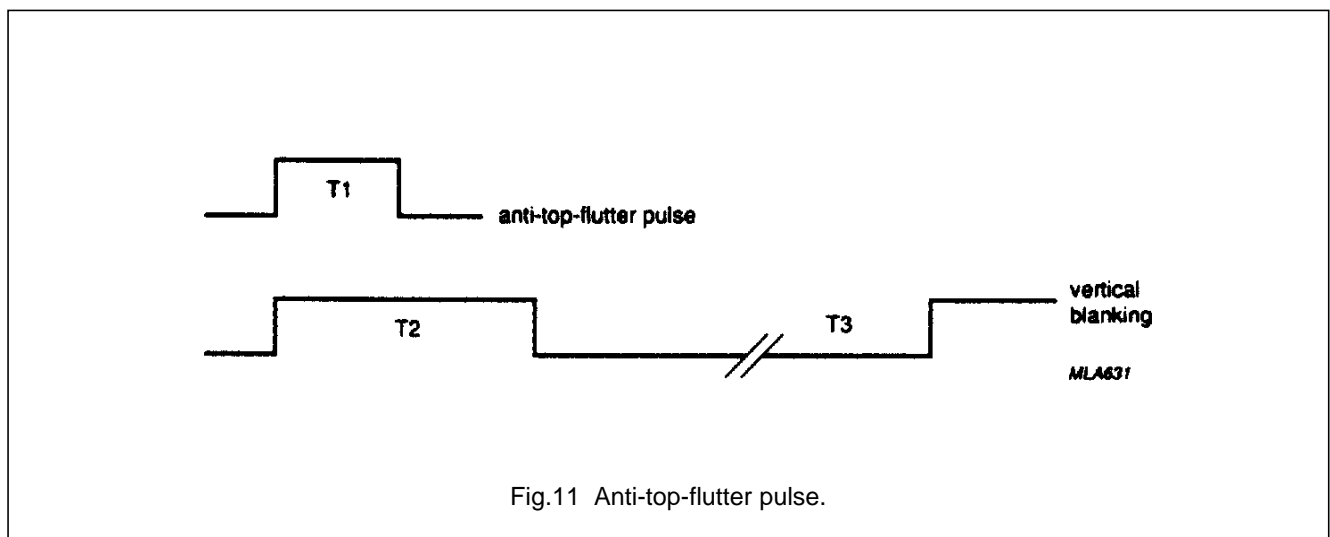 T1
anti-top-flutter pulse
T2
T3
vertical
blanking
MLA631
Fig.11 Anti-top-flutter pulse.